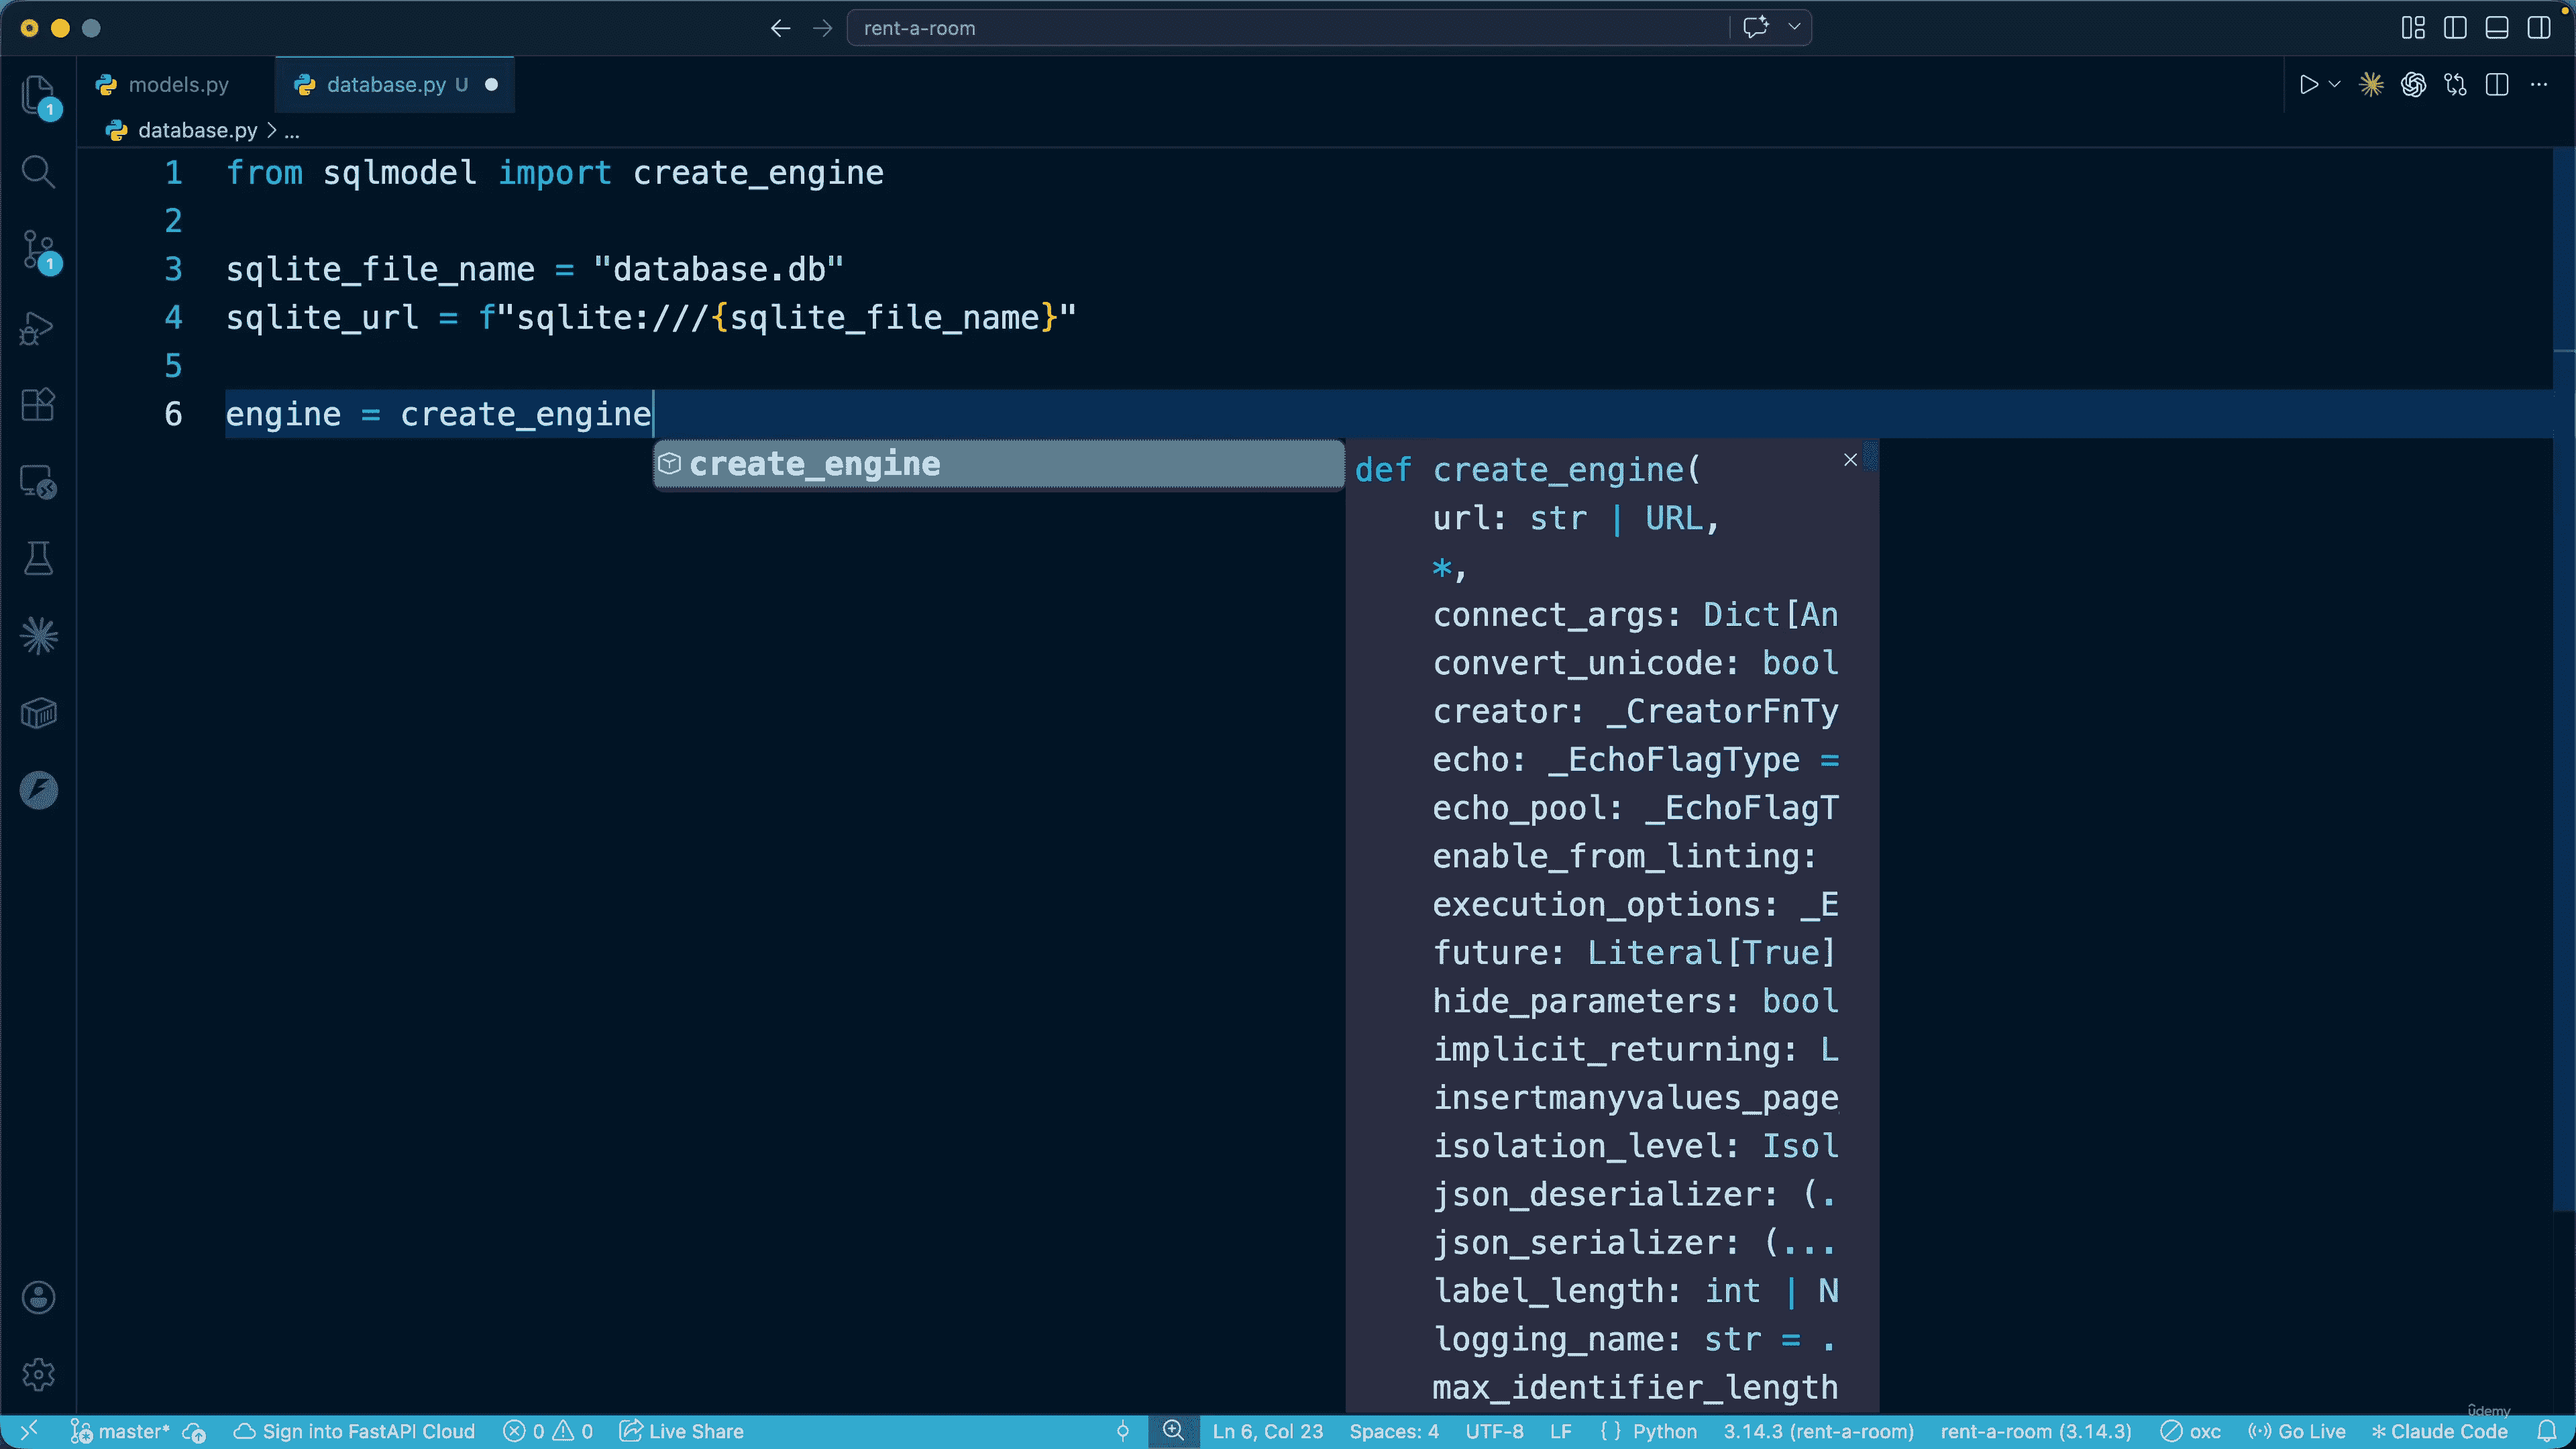 rent-a-room
models.py
database.py U
database.py > ...
1 from sqlmodel import create_engine
2
3 sqlite_file_name = "database.db"
4 sqlite_url = f"sqlite:///{sqlite_file_name}"
5
6 engine = create_engine
create_engine
def create_engine(
url: str | URL,
*,
connect_args: Dict[An
convert_unicode: bool
creator: _CreatorFnTy
echo: _EchoFlagType =
echo_pool: _EchoFlagT
enable_from_linting:
execution_options: _E
future: Literal[True]
hide_parameters: bool
implicit_returning: L
insertmanyvalues_page
isolation_level: Isol
json_deserializer: (.
json_serializer: (...
label_length: int | N
logging_name: str = .
max_identifier_length
1
1
udemy
master* Sign into FastAPI Cloud 0 0 Live Share Ln 6, Col 23 Spaces: 4 UTF-8 LF { } Python 3.14.3 (rent-a-room) rent-a-room (3.14.3) oxc Go Live Claude Code